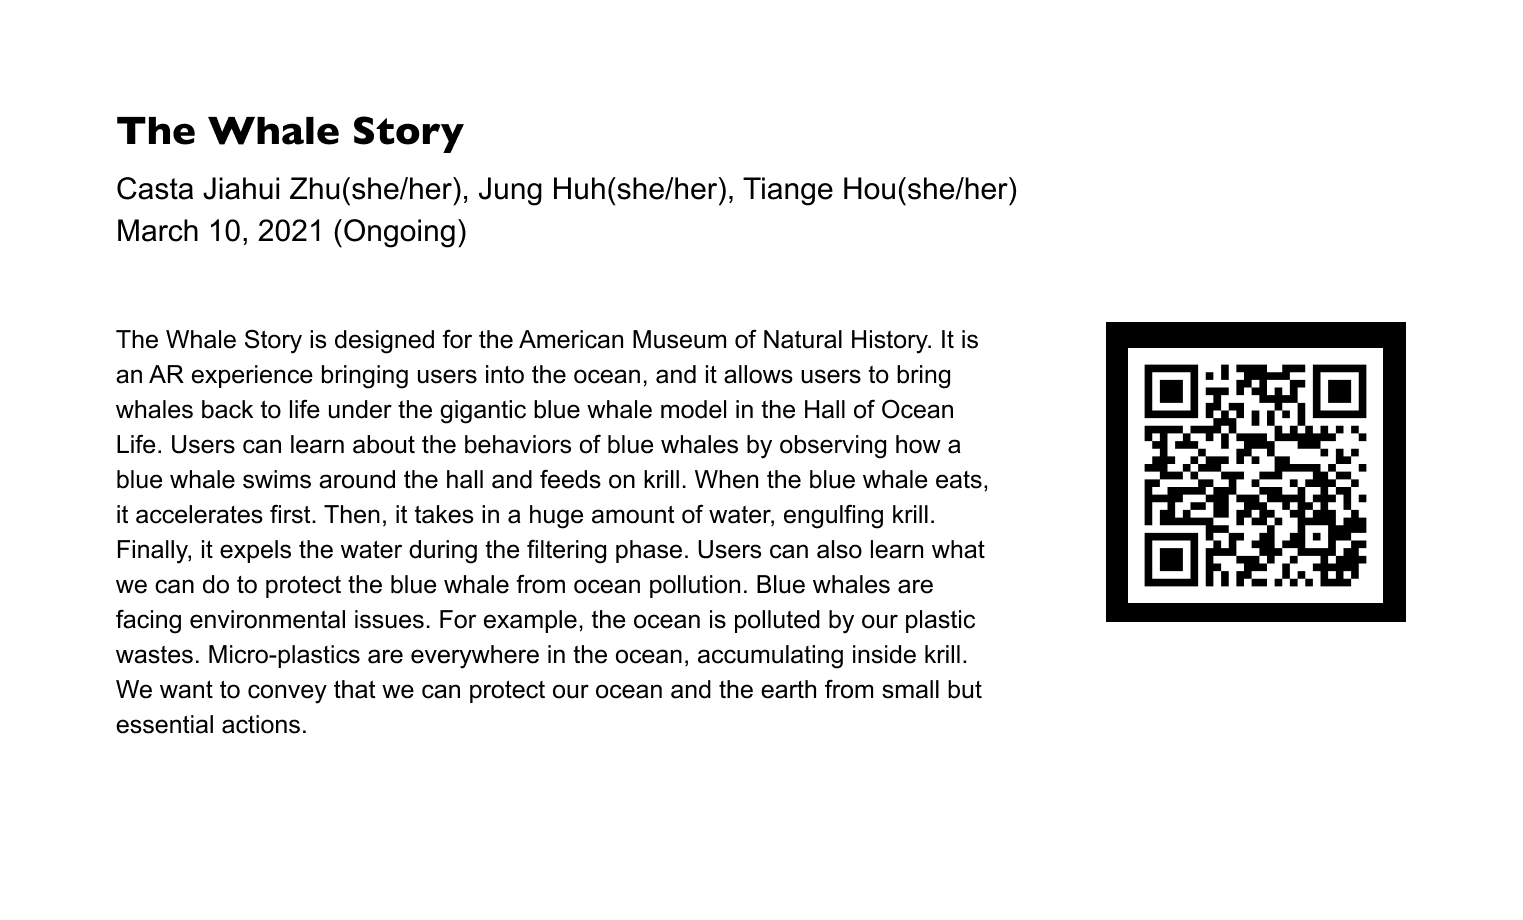 The Whale Story
Casta Jiahui Zhu(she/her), Jung Huh(she/her), Tiange Hou(she/her)
March 10, 2021 (Ongoing)
The Whale Story is designed for the American Museum of Natural History. It is
an AR experience bringing users into the ocean, and it allows users to bring
whales back to life under the gigantic blue whale model in the Hall of Ocean
Life. Users can learn about the behaviors of blue whales by observing how a
blue whale swims around the hall and feeds on krill. When the blue whale eats,
it accelerates first. Then, it takes in a huge amount of water, engulfing krill.
Finally, it expels the water during the filtering phase. Users can also learn what
we can do to protect the blue whale from ocean pollution. Blue whales are
facing environmental issues. For example, the ocean is polluted by our plastic
wastes. Micro-plastics are everywhere in the ocean, accumulating inside krill.
We want to convey that we can protect our ocean and the earth from small but
essential actions.